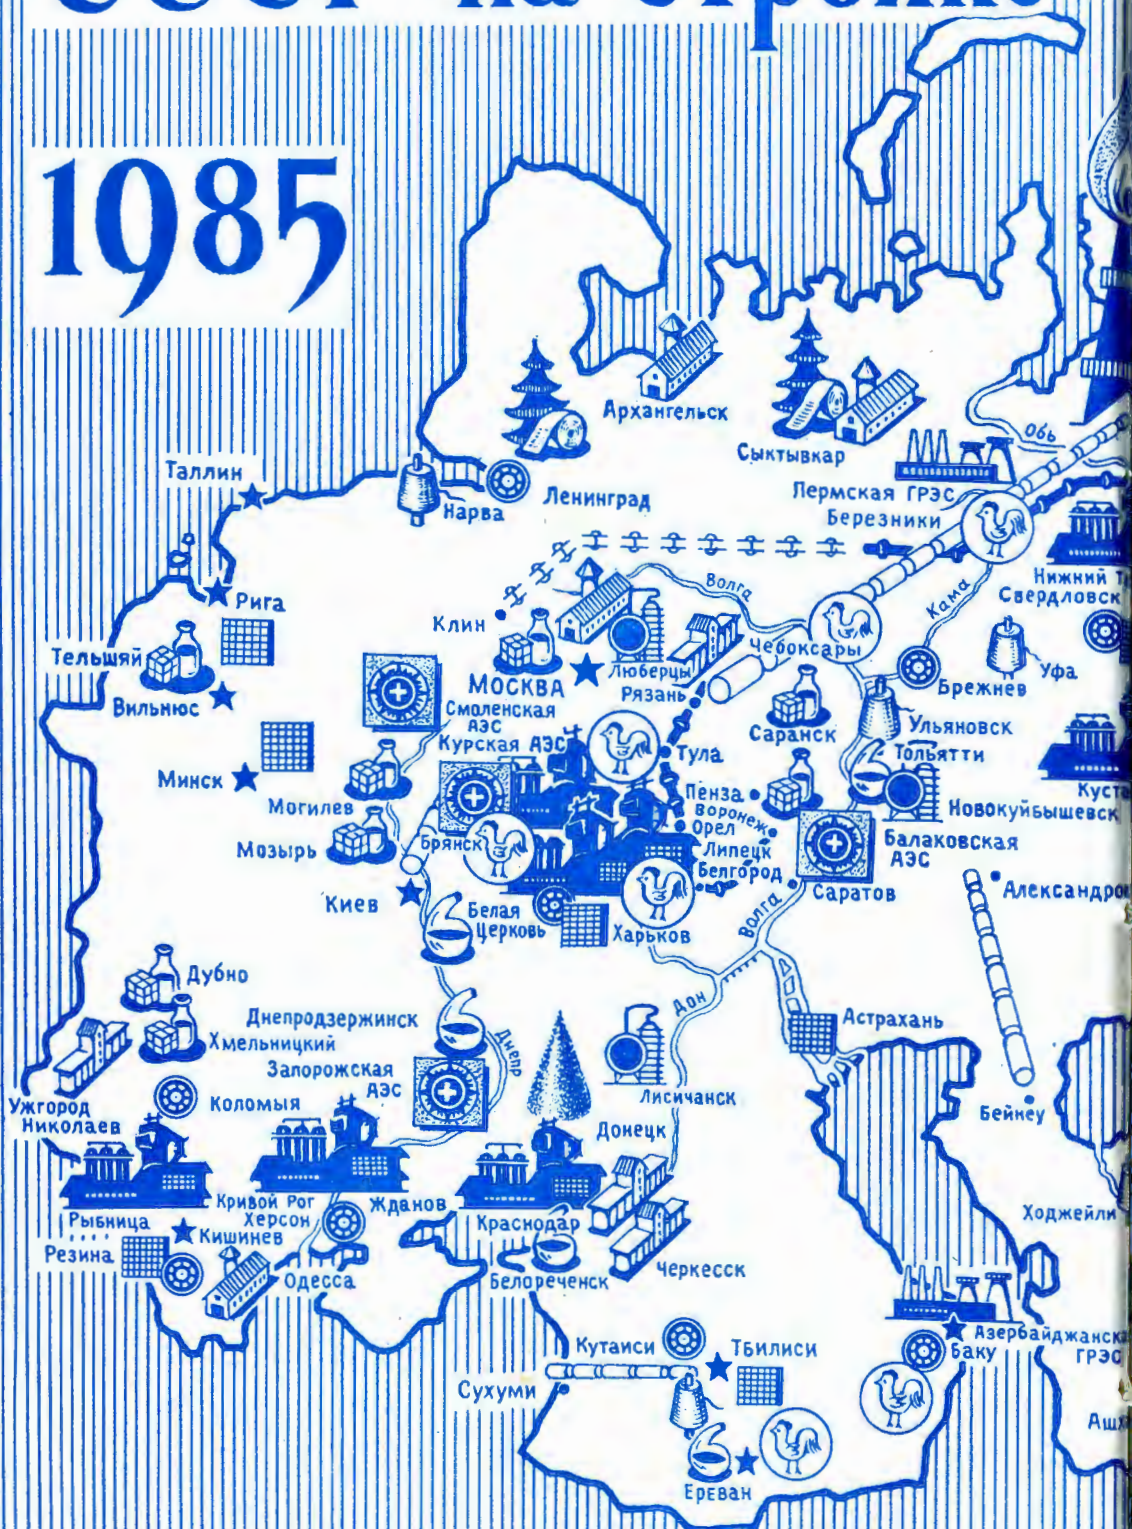 1985
Архангельск
Сыктывкар
Обь
Таллин
Нарва
Ленинград
Пермская ГРЭС
Березники
Нижний
Свердловск
Рига
Волга
Кама
Клин
Чебоксары
Тельшяй
Люберцы
Уфа
МОСКВА
Рязань
Брежнев
Вильнюс
Смоленская
АЭС
Саранск
Ульяновск
Курская АЭС
Тула
Тольятти
Минск
Могилев
Пенза
Воронеж
Новокуйбышевск
Орел
Мозырь
Брянск
Липецк
Балаковская
АЭС
Белгород
Саратов
Киев
Белая
Церковь
Харьков
Волга
Дубно
Дон
Днепродзержинск
Хмельницкий
Днепр
Астрахань
Запорожская
АЭС
Коломыя
Лисичанск
Бейнеу
Ужгород
Николаев
Донецк
Рыбница
Кривой Рог
Херсон
Жданов
Краснодар
Ходжейли
Кишинев
Резина
Одесса
Белореченск
Черкесск
Кутаиси
Тбилиси
Баку
ГРЭС
Сухуми
Ереван